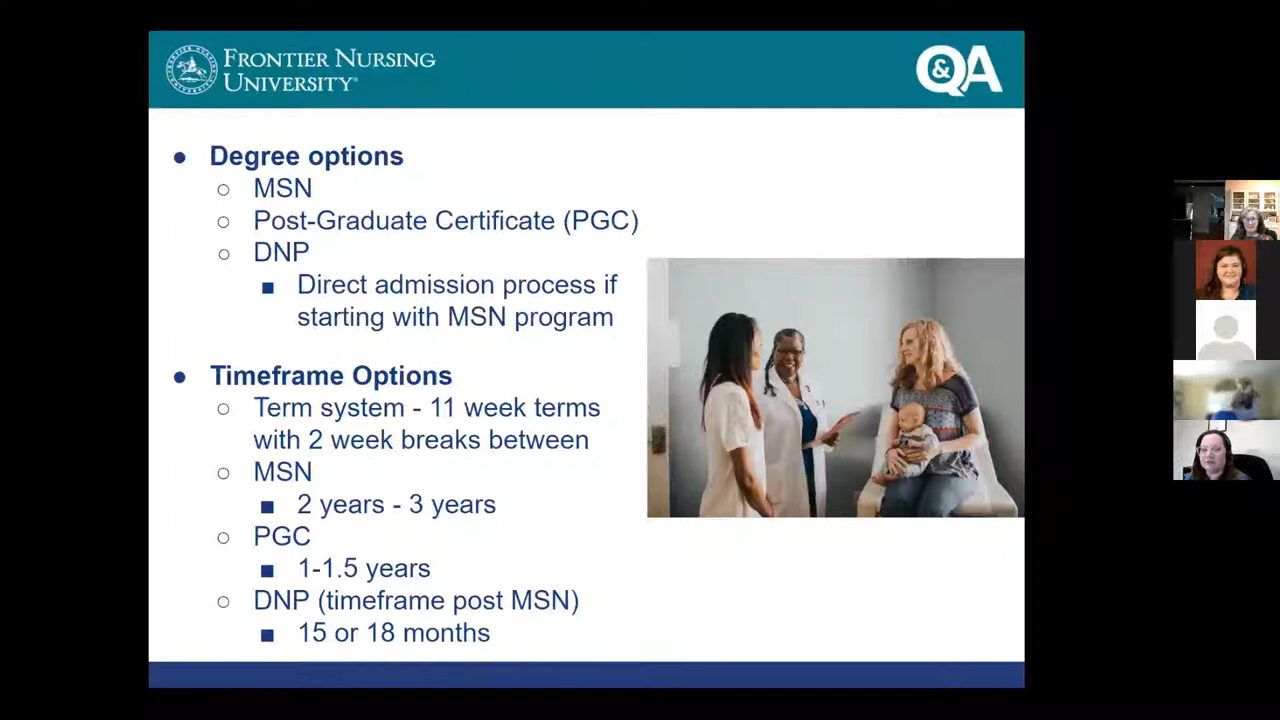 FRONTIER NURSING
UNIVERSITY®
Q&A
● Degree options
○ MSN
○ Post-Graduate Certificate (PGC)
○ DNP
■ Direct admission process if
starting with MSN program
● Timeframe Options
○ Term system - 11 week terms
with 2 week breaks between
○ MSN
■ 2 years - 3 years
○ PGC
■ 1-1.5 years
○ DNP (timeframe post MSN)
■ 15 or 18 months